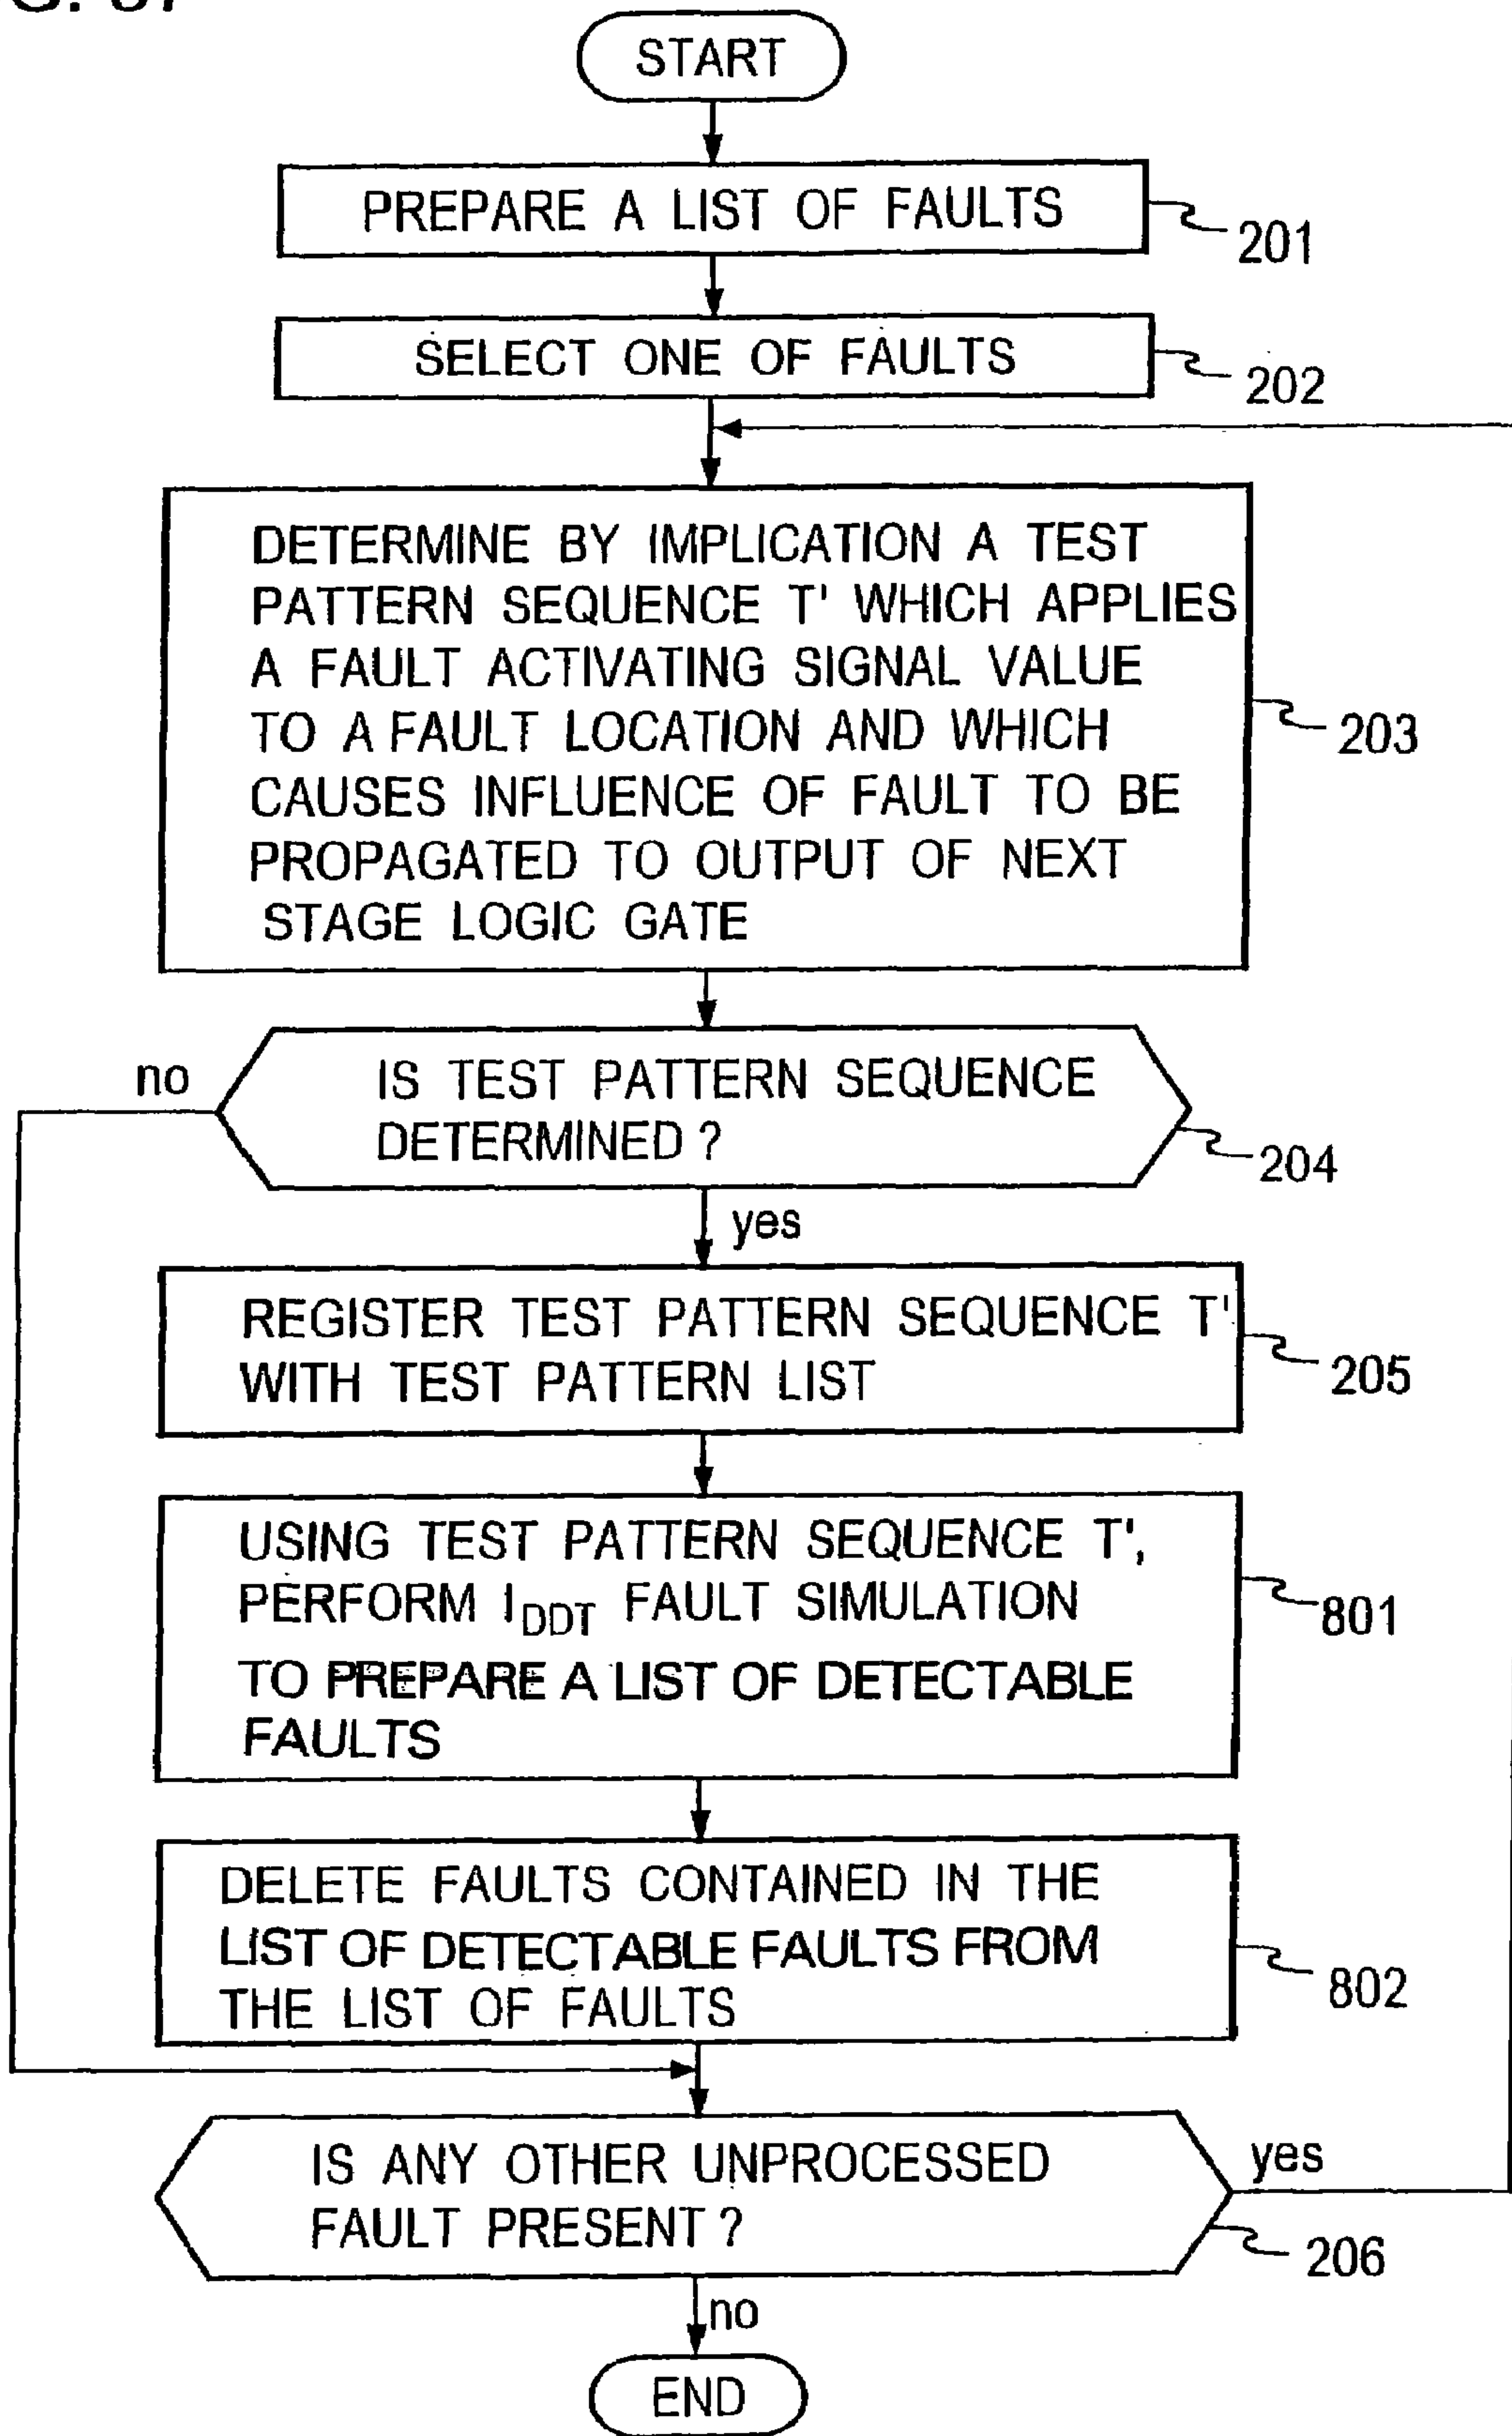 START
PREPARE A LIST OF FAULTS
201
SELECT ONE OF FAULTS
202
DETERMINE BY IMPLICATION A TEST
PATTERN SEQUENCE T' WHICH APPLIES
A FAULT ACTIVATING SIGNAL VALUE
TO A FAULT LOCATION AND WHICH
CAUSES INFLUENCE OF FAULT TO BE
PROPAGATED TO OUTPUT OF NEXT
STAGE LOGIC GATE
203
no
IS TEST PATTERN SEQUENCE
DETERMINED ?
204
yes
REGISTER TEST PATTERN SEQUENCE T'
WITH TEST PATTERN LIST
205
USING TEST PATTERN SEQUENCE T',
PERFORM IDDT FAULT SIMULATION
TO PREPARE A LIST OF DETECTABLE
FAULTS
801
DELETE FAULTS CONTAINED IN THE
LIST OF DETECTABLE FAULTS FROM
THE LIST OF FAULTS
802
IS ANY OTHER UNPROCESSED
FAULT PRESENT ?
yes
206
no
END